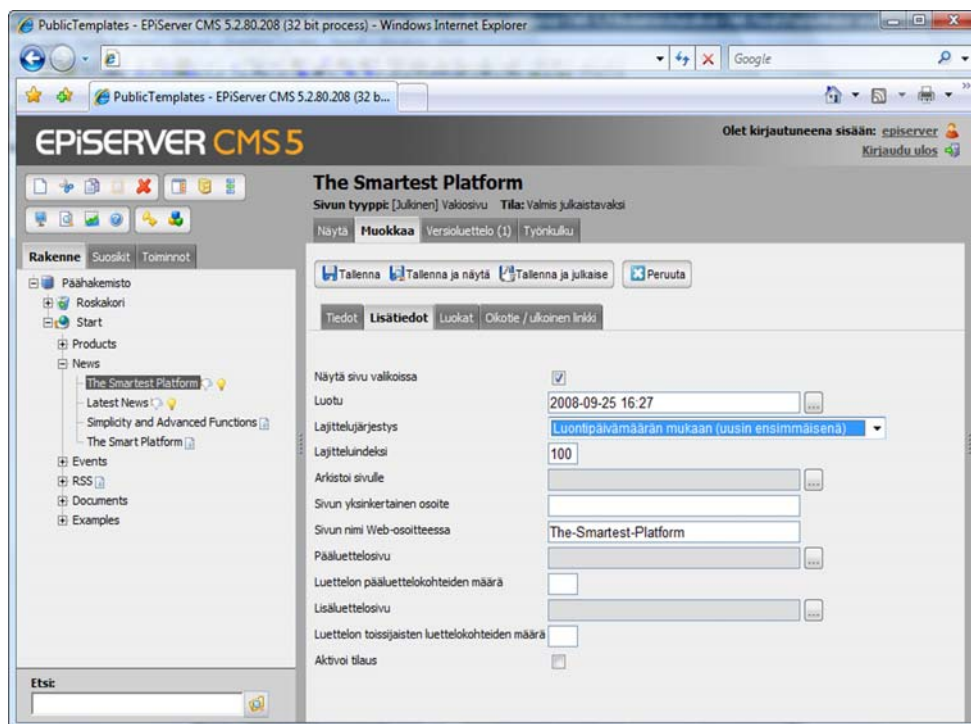 PublicTemplates - EPiServer CMS 5.2.80.208 (32 bit process) - Windows Internet Explorer
Google
PublicTemplates - EPiServer CMS 5.2.80.208 (32 b...
EPiSERVER CMS 5
Olet kirjautuneena sisään: episerver
Kirjaudu ulos
The Smartest Platform
Sivun tyyppi: [Julkinen] Vakiosivu Tila: Valmis julkaistavaksi
Näytä Muokkaa Versioluettelo (1) Työnkulku
Rakenne Suosikit Toiminnot
Tallenna Tallenna ja näytä Tallenna ja julkaise Peruuta
Tiedot Lisätiedot Luokat Oikotie / ulkoinen linkki
Päähakemisto
Roskakori
Start
Products
News
The Smartest Platform
Latest News
Simplicity and Advanced Functions
The Smart Platform
Events
RSS
Documents
Examples
Näytä sivu valikoissa
Luotu 2008-09-25 16:27 ...
Lajittelujärjestys Luontipäivämäärän mukaan (uusin ensimmäisenä)
Lajitteluindeksi 100
Arkistoi sivulle ...
Sivun yksinkertainen osoite
Sivun nimi Web-osoitteessa The-Smartest-Platform
Pääluettelosivu ...
Luettelon pääluettelokohteiden määrä
Lisäluettelosivu ...
Luettelon toissijaisten luettelokohteiden määrä
Aktivoi tilaus
Etsi: